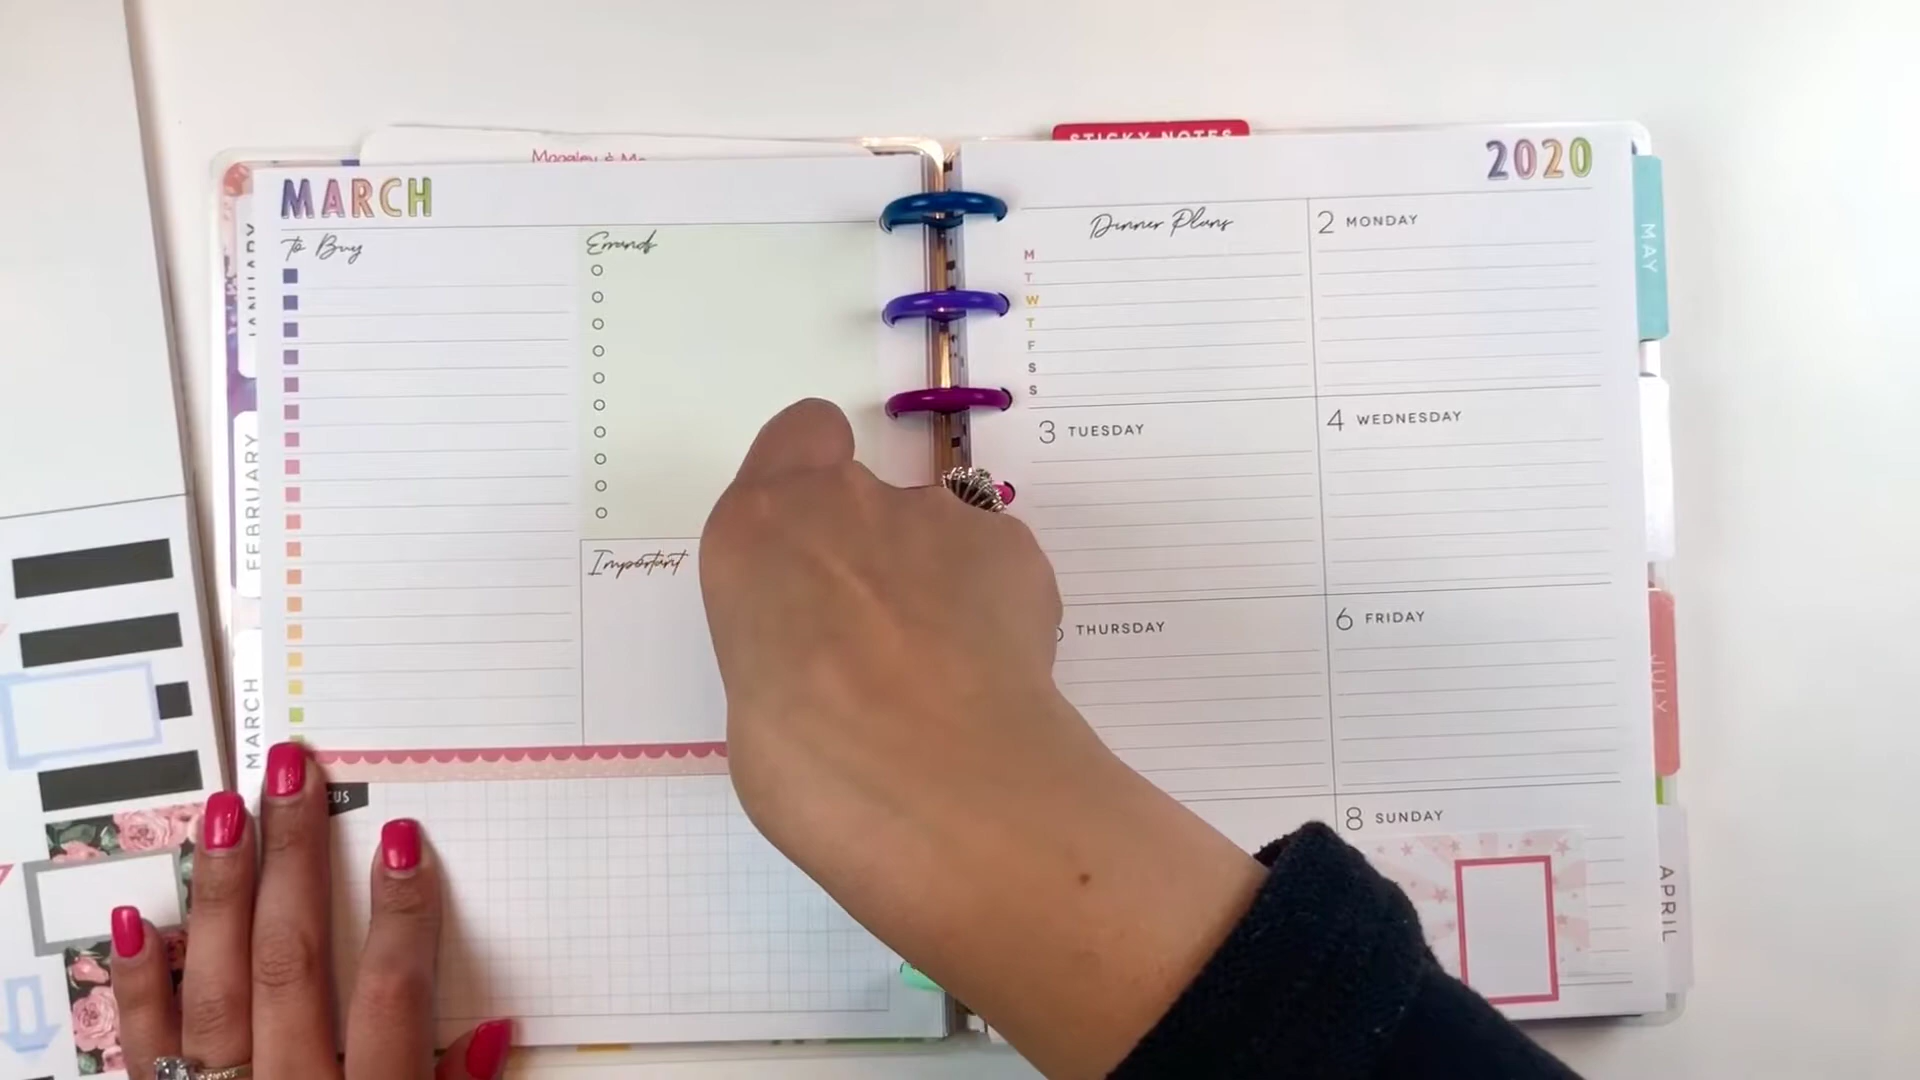 STICKY NOTES
MARCH
2020
To Buy
Errands
Important
Dinner Plans
M
T
W
T
F
S
S
2 MONDAY
3 TUESDAY
4 WEDNESDAY
THURSDAY
6 FRIDAY
8 SUNDAY
JANUARY
FEBRUARY
MARCH
MAY
JULY
APRIL